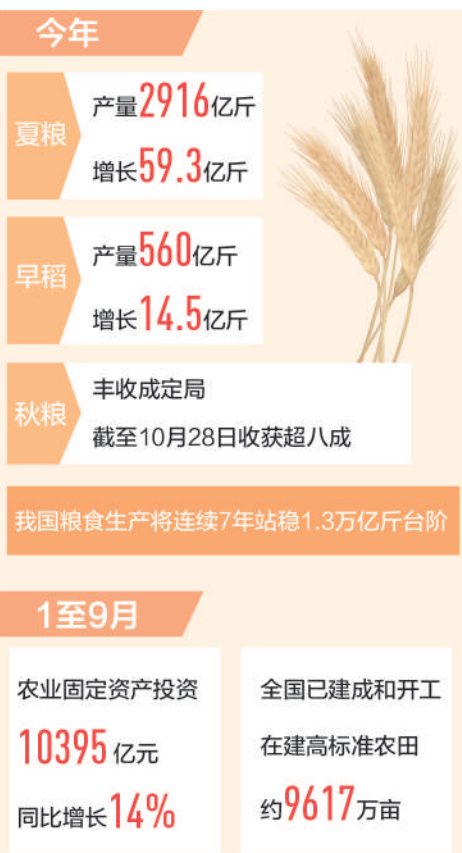 今年
夏粮
产量2916亿斤
增长59.3亿斤
早稻
产量560亿斤
增长14.5亿斤
秋粮
丰收成定局
截至10月28日收获超八成
我国粮食生产将连续7年站稳1.3万亿斤台阶
1至9月
农业固定资产投资
10395亿元
同比增长14%
全国已建成和开工
在建高标准农田
约9617万亩